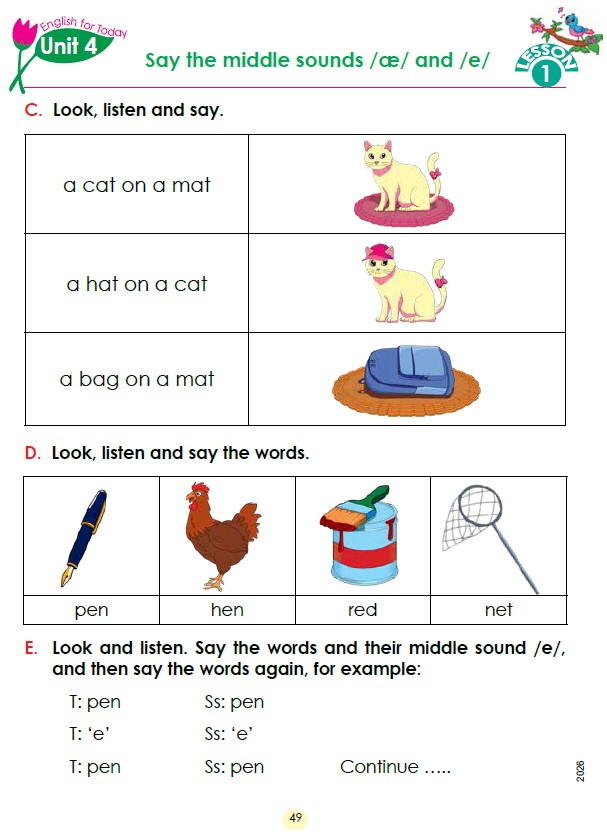 English for Today
Unit 4
Say the middle sounds /æ/ and /e/
LESSON
1
C. Look, listen and say.
a cat on a mat
a hat on a cat
a bag on a mat
D. Look, listen and say the words.
pen hen red net
E. Look and listen. Say the words and their middle sound /e/,
and then say the words again, for example:
T: pen Ss: pen
T: ‘e’ Ss: ‘e’
T: pen Ss: pen Continue …..
2026
49